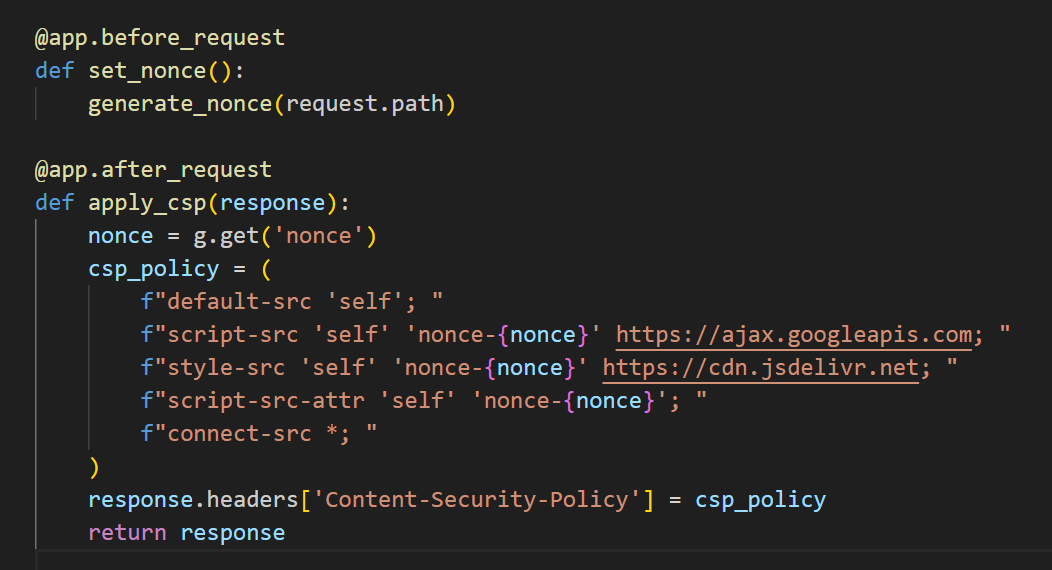 @app.before_request
def set_nonce():
    generate_nonce(request.path)

@app.after_request
def apply_csp(response):
    nonce = g.get('nonce')
    csp_policy = (
        f"default-src 'self'; "
        f"script-src 'self' 'nonce-{nonce}' https://ajax.googleapis.com; "
        f"style-src 'self' 'nonce-{nonce}' https://cdn.jsdelivr.net; "
        f"script-src-attr 'self' 'nonce-{nonce}'; "
        f"connect-src *; "
    )
    response.headers['Content-Security-Policy'] = csp_policy
    return response